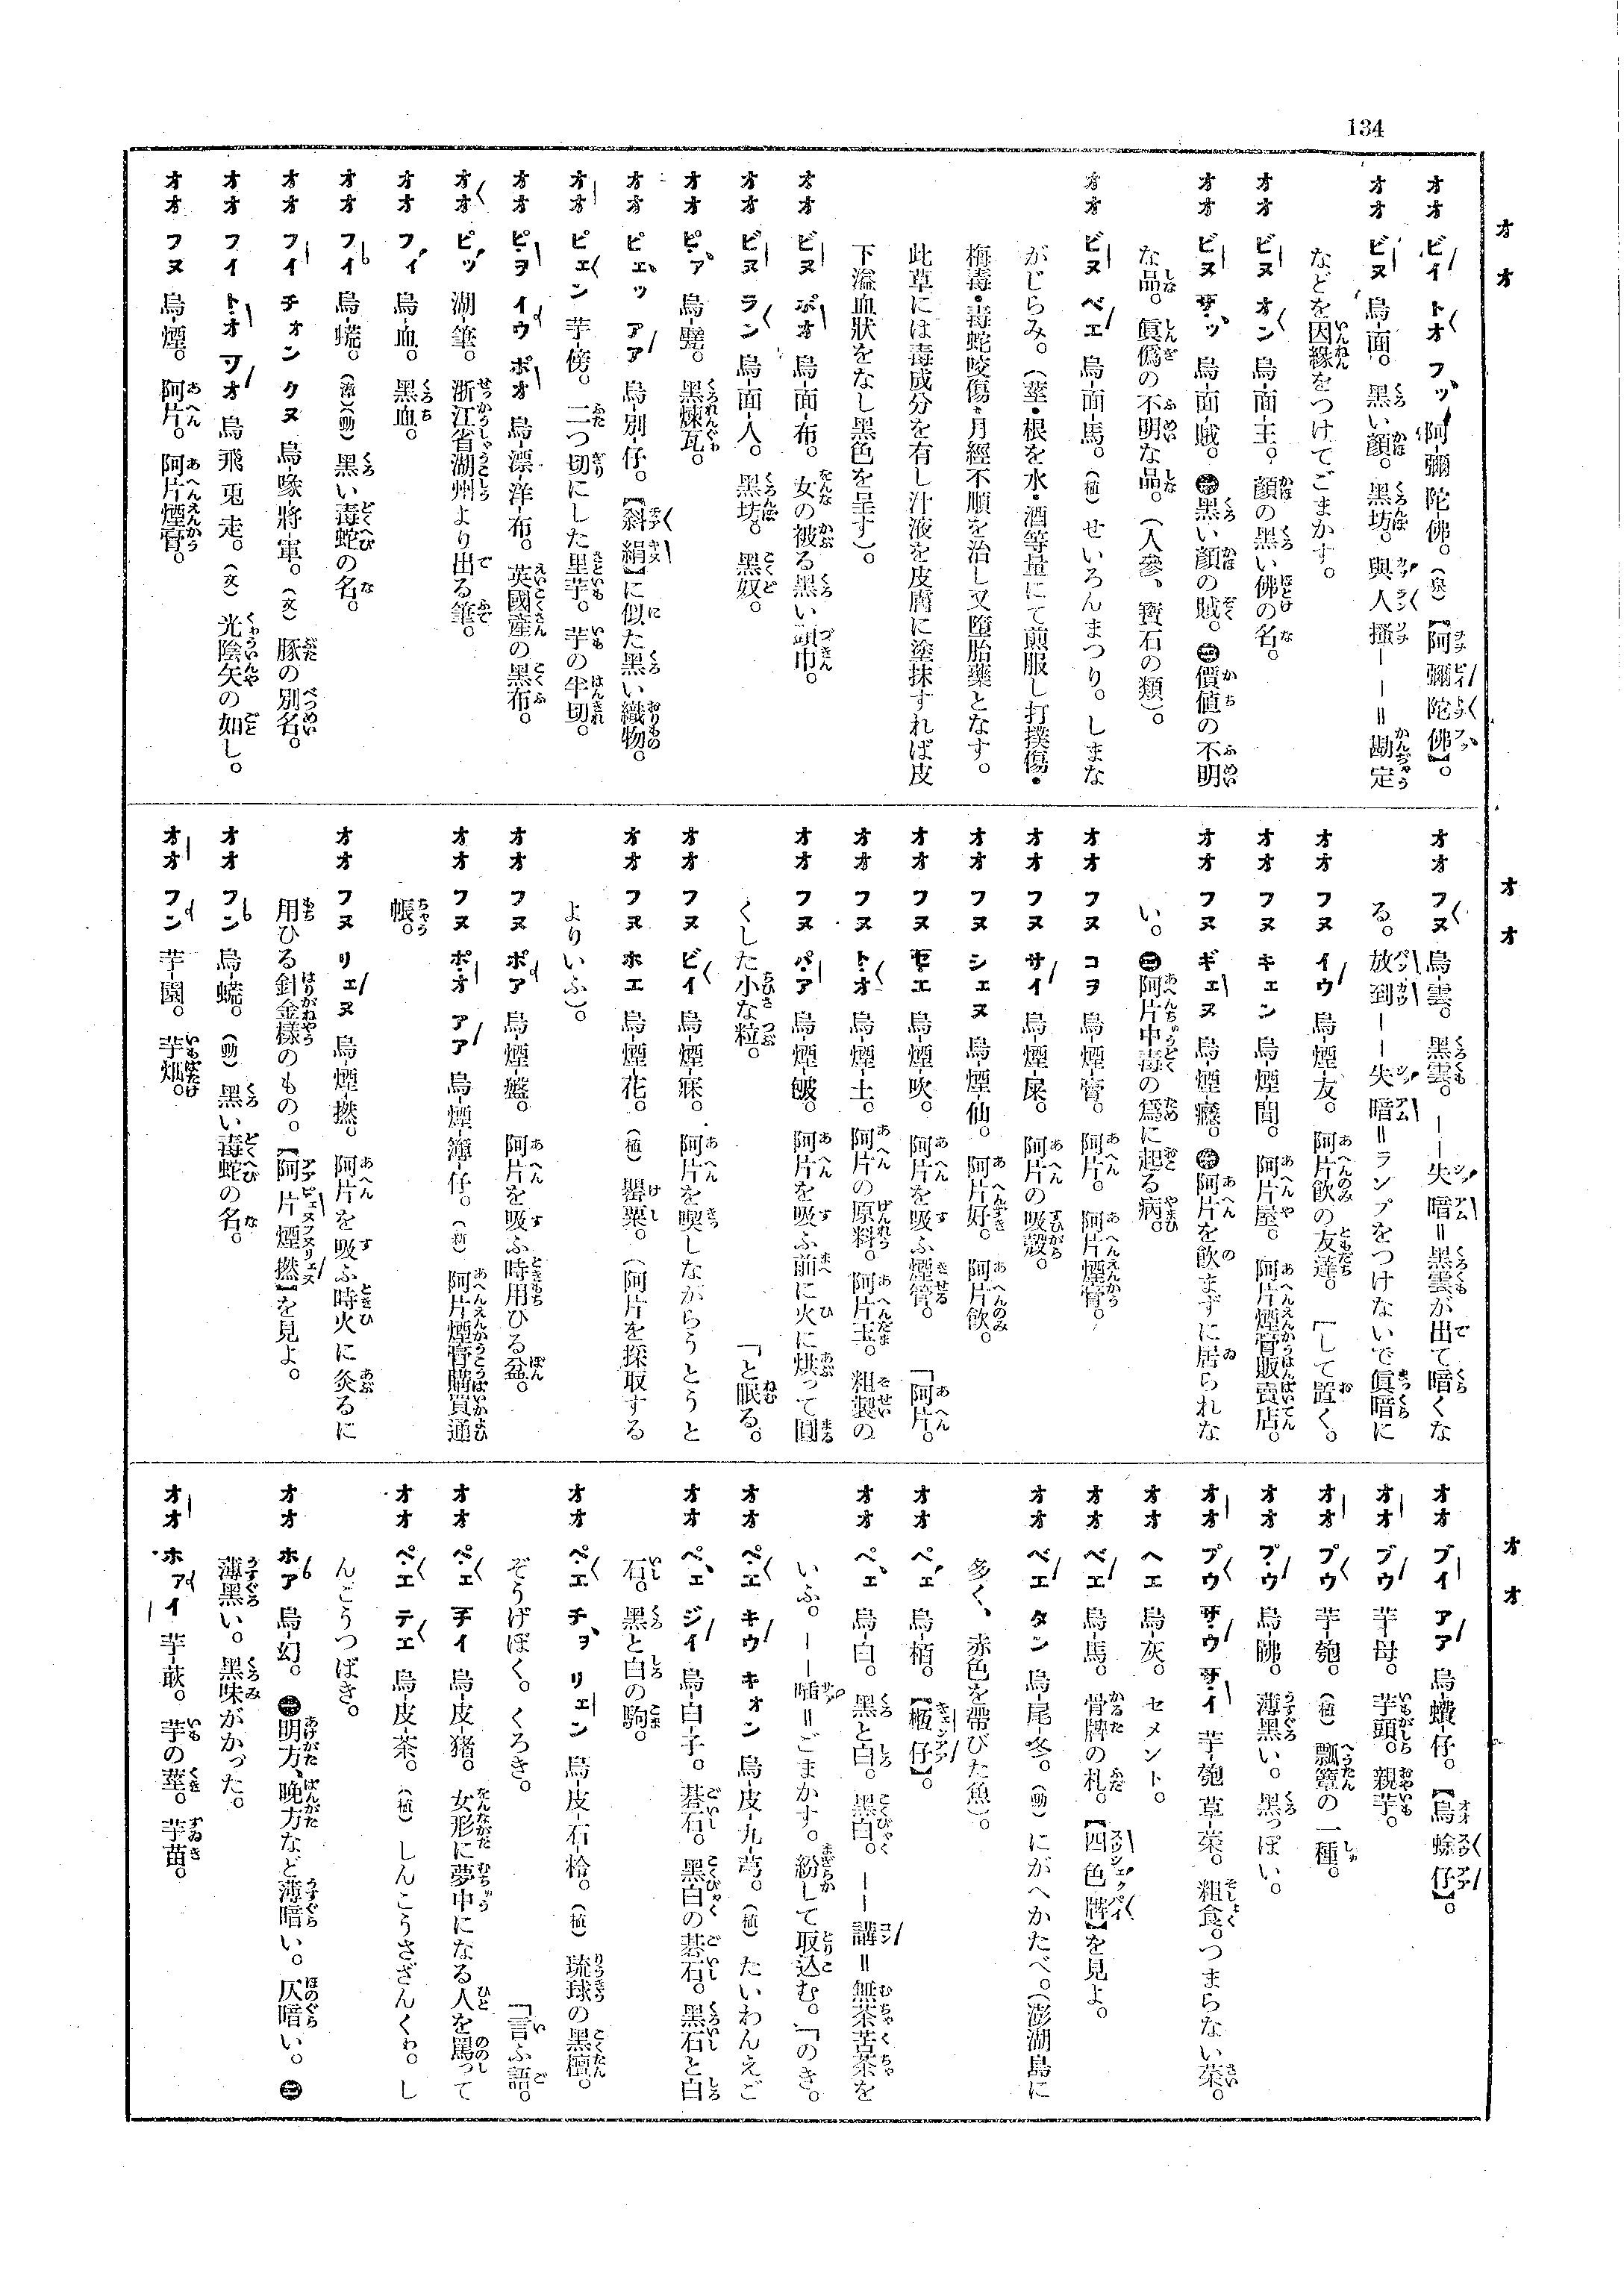 134
オオ
オオ ビイ トオ フッ 阿-彌陀佛。(泉)【阿彌陀佛】。
オオ ビヌ 烏-面。黑い顏。黑坊。與人搔——＝勘定
などを因緣をつけてごまかす。
オオ ビヌ オン 烏-面-王。顏の黑い佛の名。
オオ ビヌ サッ 烏-面-賊。㊀黑い顏の賊。㊁價値の不明
な品。眞僞の不明な品。(人參、寶石の類)。
オオ ビヌ ベエ 烏-面-馬。(植)せいろんまつり。しまな
がじらみ。(莖・根を水・酒等量にて煎服し打撲傷・
梅毒・毒蛇咬傷・月經不順を治し又墮胎藥となす。
此草には毒成分を有し汁液を皮膚に塗抹すれば皮
下溢血狀をなし黑色を呈す)。
オオ ビヌ ポオ 烏-面-布。女の被る黑い頭巾。
オオ ビヌ ラン 烏-面-人。黑坊。黑奴。
オオ ピァ 烏-甓。黑煉瓦。
オオ ピェッ アア 烏-別-仔。【斜絹】に似た黑い織物。
オオ ピェン 芋-傍。二つ切にした里芋。芋の半切。
オオ ピヲ イウ ポオ 烏-漂-洋-布。英國產の黑布。
オオ ピッ 湖-筆。浙江省湖州より出る筆。
オオ フィ 烏-血。黑血。
オオ フイ 烏-蟡。(漳)(動)黑い毒蛇の名。
オオ フイ チォン クヌ 烏-喙-將-軍。(文)豚の別名。
オオ フイ トオ ヲオ 烏飛兎走。(文)光陰矢の如し。
オオ フヌ 烏-煙。阿片。阿片煙膏。
オオ
オオ フヌ 烏-雲。黑雲。——失暗＝黑雲が出て暗くな
る。放到——失暗＝ランプをつけないで眞暗に
オオ フヌ イウ 烏-煙-友。阿片飮の友達。「して置く。
オオ フヌ キェン 烏-煙-間。阿片屋。阿片煙膏販賣店。
オオ フヌ ギェヌ 烏-煙-癮。㊀阿片を飮まずに居られな
い。㊁阿片中毒の爲に起る病。
オオ フヌ コヲ 烏-煙-膏。阿片。阿片煙膏。
オオ フヌ サイ 烏-煙-屎。阿片の吸殼。
オオ フヌ シェヌ 烏-煙-仙。阿片好。阿片飮。
オオ フヌ セエ 烏-煙-吹。阿片を吸ふ煙管。「阿片。
オオ フヌ トオ 烏-煙-土。阿片の原料。阿片玉。粗製の
オオ フヌ パア 烏-煙-皰。阿片を吸ふ前に火に烘って圓
くした小な粒。「と眠る。
オオ フヌ ビイ 烏-煙-寐。阿片を喫しながらうとうと
オオ フヌ ホエ 烏-煙-花。(植)罌粟。(阿片を採取する
よりいふ)。
オオ フヌ ポア 烏-煙-盤。阿片を吸ふ時用ひる盆。
オオ フヌ ポオ アア 烏-煙-簿-仔。(新)阿片煙膏購買通
帳。
オオ フヌ リェヌ 烏-煙-撚。阿片を吸ふ時火に灸るに
用ひる針金樣のもの。【阿片煙撚】を見よ。
オオ フン 烏-蟡。(動)黑い毒蛇の名。
オオ フン 芋-園。芋畑。
オオ
オオ ブイ アア 烏-蠓-仔。【烏蜍仔】。
オオ ブウ 芋-母。芋頭。親芋。
オオ プウ 芋-匏。(植)瓢簞の一種。
オオ プウ 烏-胇。薄黑い。黑っぽい。
オオ プウ サウ サイ 芋-匏草-菜。粗食。つまらない菜。
オオ ヘエ 烏-灰。セメント。
オオ ベエ 烏-馬。骨牌の札。【四色牌】を見よ。
オオ ベエ タン 烏-尾-冬。(動)にがへかたべ。(澎湖島に
多く、赤色を帶びた魚)。
オオ ペェ 烏-桕。【柩仔】。
オオ ペェ 烏-白。黑と白。黑白。——講＝無茶苦茶を
いふ。——插＝ごまかす。紛して取込む。「のき。
オオ ペエ キウ キォン 烏-皮-九-芎。(植)たいわんえご
オオ ペェ ジイ 烏-白-子。碁石。黑白の碁石。黑石と白
石。黑と白の駒。
オオ ペエ チヲ リェン 烏-皮-石-柃。(植)琉球の黑檀。
ぞうげぼく。くろき。「言ふ語。
オオ ペェ チイ 烏-皮-猪。女形に夢中になる人を罵って
オオ ペエ テエ 烏-皮-茶。(植)しんこうさざんくゎ。し
んこうつばき。
オオ ホア 烏-幻。㊀明方、晚方など薄暗い。仄暗い。㊁
薄黑い。黑味がかった。
オオ ホァイ 芋-萩。芋の莖。芋苗。